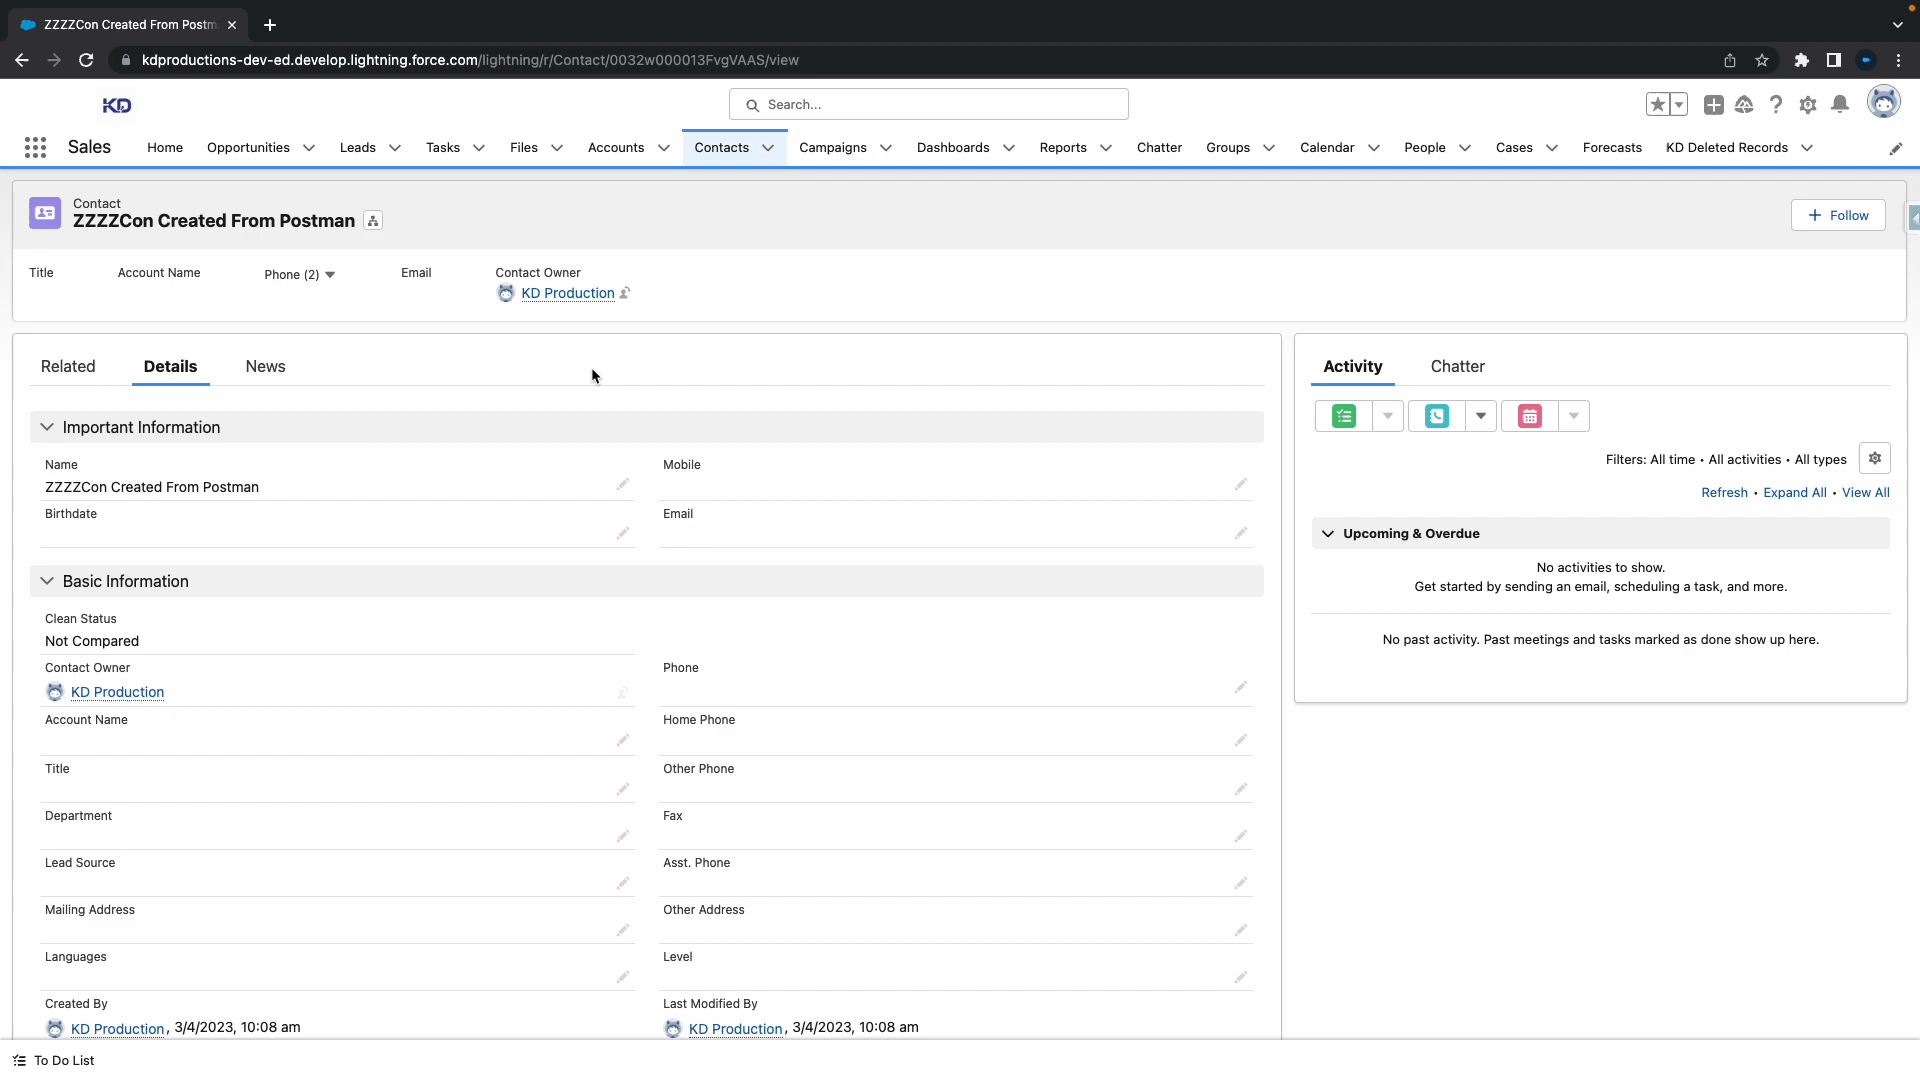 ZZZZCon Created From Postm
kdproductions-dev-ed.develop.lightning.force.com/lightning/r/Contact/0032w000013FvgVAAS/view
KD
Search...
Sales
Home
Opportunities
Leads
Tasks
Files
Accounts
Contacts
Campaigns
Dashboards
Reports
Chatter
Groups
Calendar
People
Cases
Forecasts
KD Deleted Records
Contact
ZZZZCon Created From Postman
Follow
Title
Account Name
Phone (2)
Email
Contact Owner
KD Production
Related
Details
News
Important Information
Name
ZZZZCon Created From Postman
Mobile
Birthdate
Email
Basic Information
Clean Status
Not Compared
Contact Owner
KD Production
Phone
Account Name
Home Phone
Title
Other Phone
Department
Fax
Lead Source
Asst. Phone
Mailing Address
Other Address
Languages
Level
Created By
KD Production, 3/4/2023, 10:08 am
Last Modified By
KD Production, 3/4/2023, 10:08 am
Activity
Chatter
Filters: All time • All activities • All types
Refresh • Expand All • View All
Upcoming & Overdue
No activities to show.
Get started by sending an email, scheduling a task, and more.
No past activity. Past meetings and tasks marked as done show up here.
To Do List